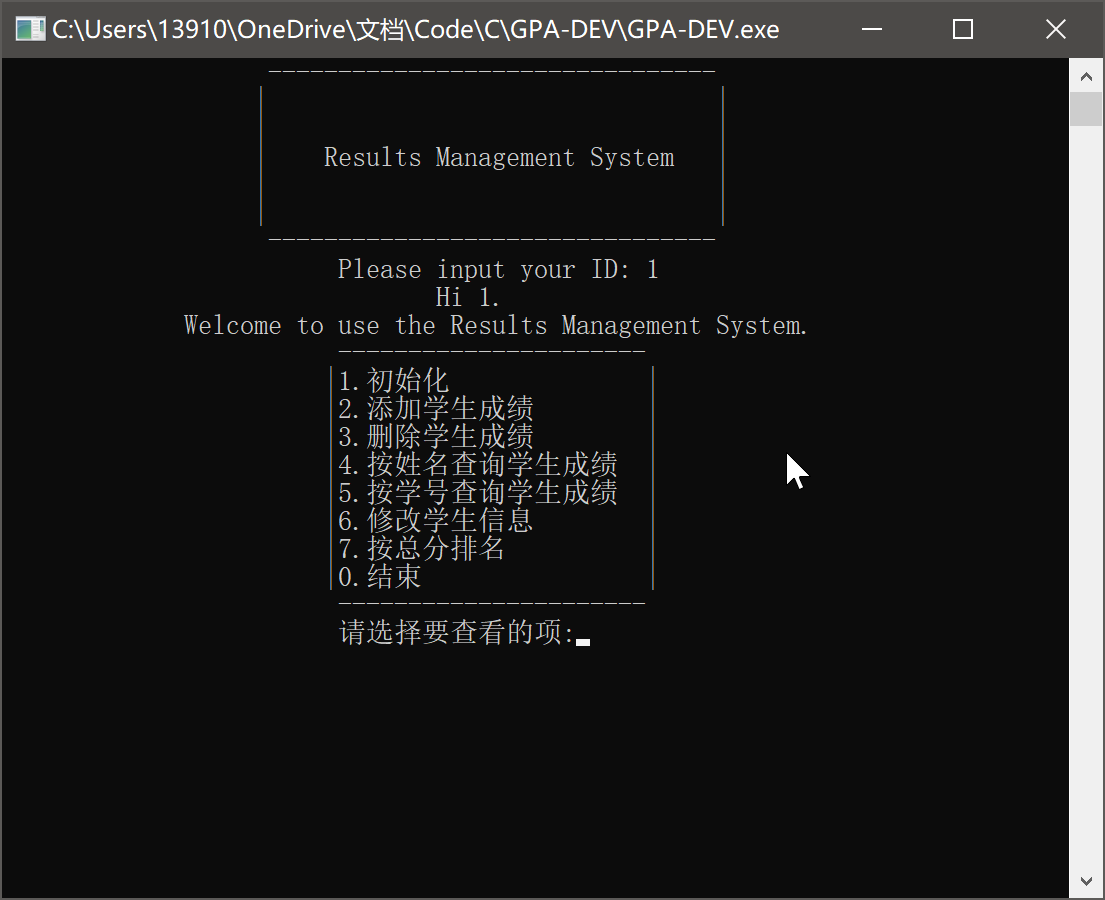 C:\Users\13910\OneDrive\文档\Code\C\GPA-DEV\GPA-DEV.exe
Results Management System
Please input your ID: 1
Hi 1.
Welcome to use the Results Management System.
1.初始化
2.添加学生成绩
3.删除学生成绩
4.按姓名查询学生成绩
5.按学号查询学生成绩
6.修改学生信息
7.按总分排名
0.结束
请选择要查看的项: